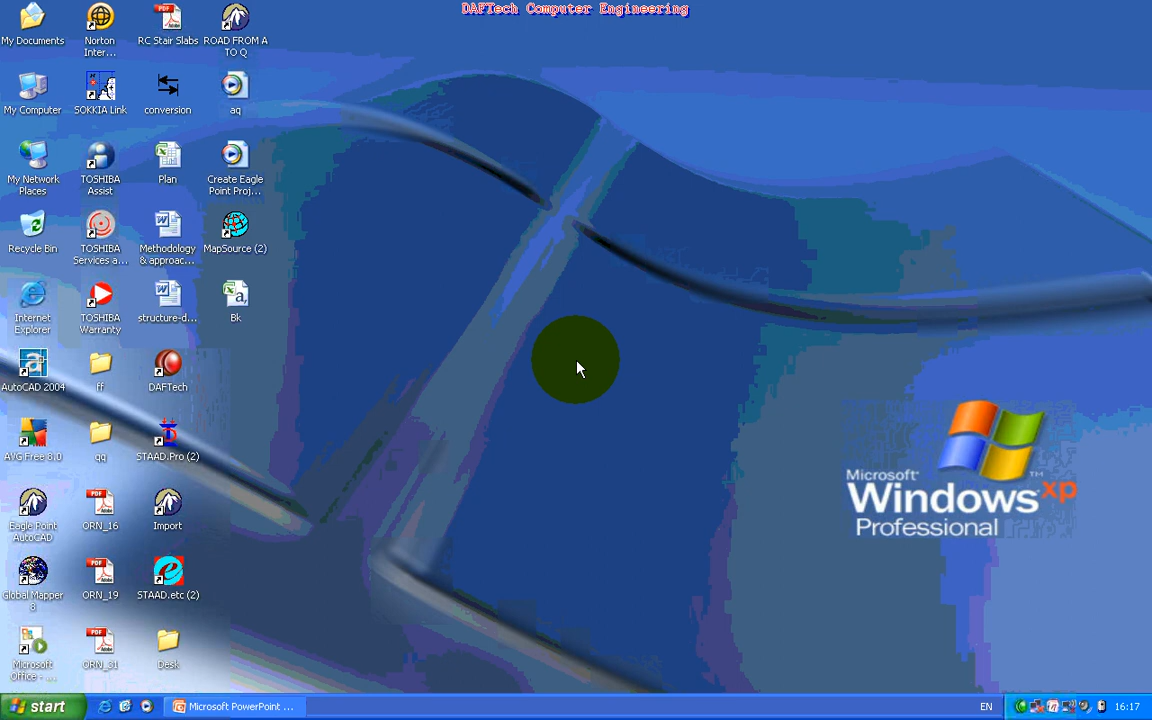 DAFTech Computer Engineering
My Documents
Norton
Inter...
RC Stair Slabs
ROAD FROM A
TO Q
My Computer
SOKKIA Link
conversion
aq
My Network
Places
TOSHIBA
Assist
Plan
Create Eagle
Point Proj...
Recycle Bin
TOSHIBA
Services a...
Methodology
& approac...
MapSource (2)
Internet
Explorer
TOSHIBA
Warranty
structure-d...
Bk
AutoCAD 2004
ff
DAFTech
AVG Free 8.0
qq
STAAD.Pro (2)
Eagle Point
AutoCAD
ORN_16
Import
Global Mapper
8
ORN_19
STAAD.etc (2)
Microsoft
Office - ...
ORN_31
Desk
Microsoft
Windows xp
Professional
start
Microsoft PowerPoint ...
EN
16:17